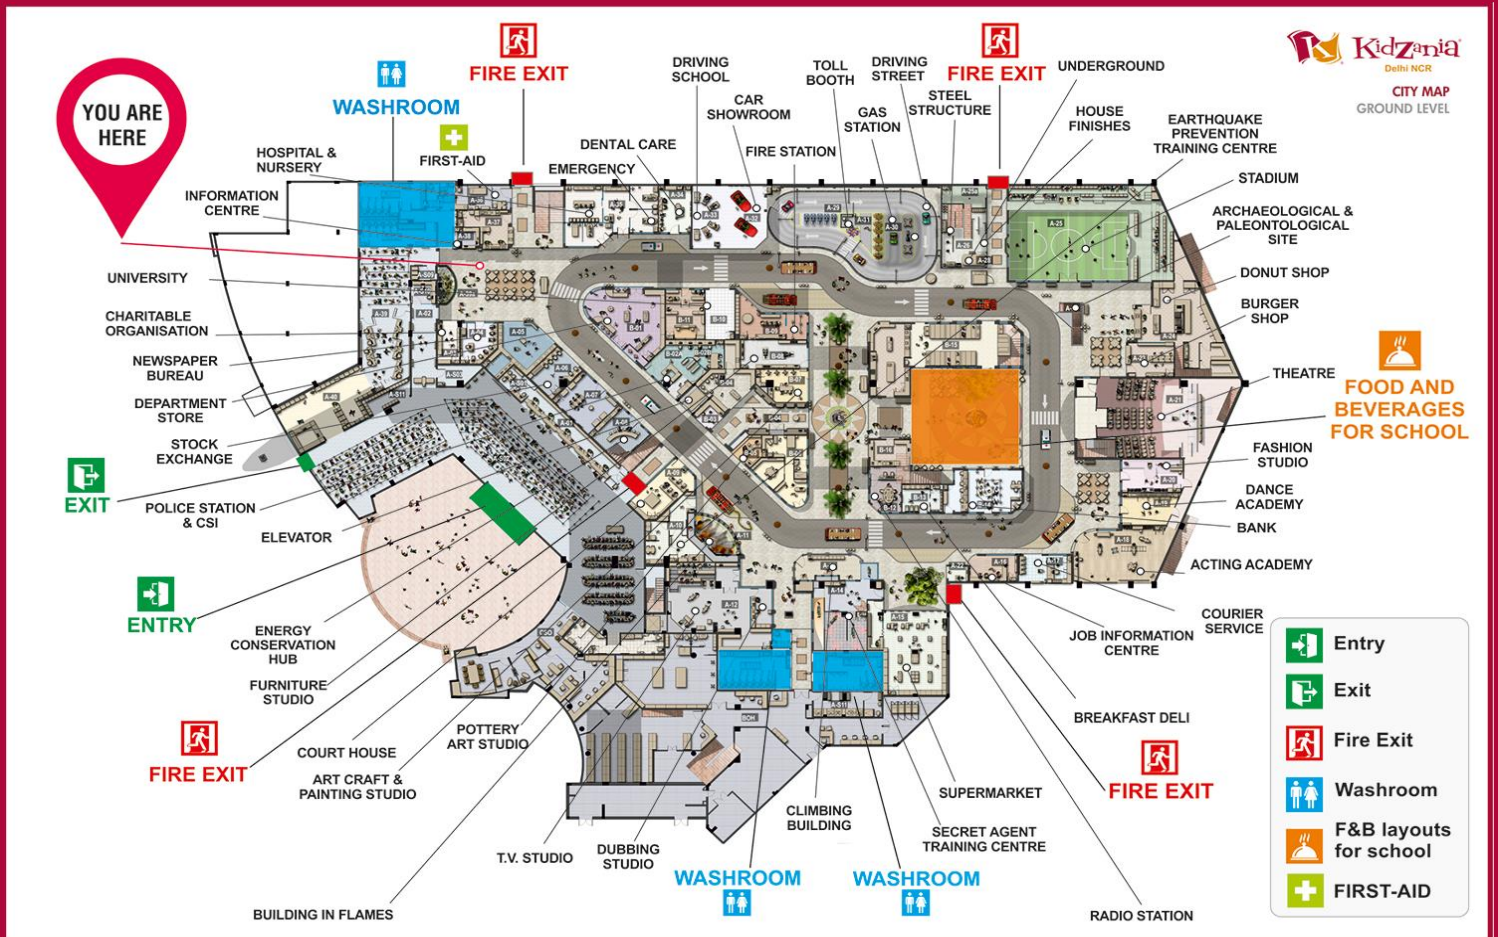 YOU ARE
HERE
WASHROOM
FIRE EXIT
FIRE EXIT
KidZania
Delhi NCR
CITY MAP
GROUND LEVEL
FIRST-AID
HOSPITAL &
NURSERY
INFORMATION
CENTRE
DENTAL CARE
EMERGENCY
DRIVING
SCHOOL
CAR
SHOWROOM
FIRE STATION
TOLL
BOOTH
DRIVING
STREET
GAS
STATION
STEEL
STRUCTURE
UNDERGROUND
HOUSE
FINISHES
EARTHQUAKE
PREVENTION
TRAINING CENTRE
STADIUM
ARCHAEOLOGICAL &
PALEONTOLOGICAL
SITE
DONUT SHOP
BURGER
SHOP
THEATRE
FOOD AND
BEVERAGES
FOR SCHOOL
FASHION
STUDIO
DANCE
ACADEMY
BANK
ACTING ACADEMY
COURIER
SERVICE
JOB INFORMATION
CENTRE
BREAKFAST DELI
FIRE EXIT
SUPERMARKET
SECRET AGENT
TRAINING CENTRE
RADIO STATION
CLIMBING
BUILDING
WASHROOM
WASHROOM
DUBBING
STUDIO
T.V. STUDIO
BUILDING IN FLAMES
ART CRAFT &
PAINTING STUDIO
POTTERY
ART STUDIO
COURT HOUSE
FIRE EXIT
FURNITURE
STUDIO
ENERGY
CONSERVATION
HUB
ENTRY
ELEVATOR
POLICE STATION
& CSI
EXIT
STOCK
EXCHANGE
DEPARTMENT
STORE
NEWSPAPER
BUREAU
CHARITABLE
ORGANISATION
UNIVERSITY
A-25
B-01
A-40
B-15
Entry
Exit
Fire Exit
Washroom
F&B layouts
for school
FIRST-AID